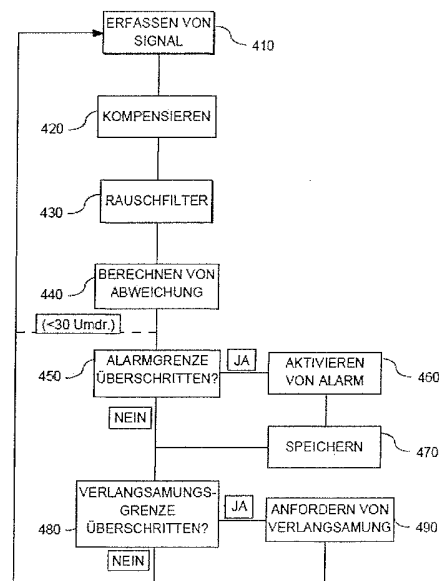 ERFASSEN VON
SIGNAL
410
KOMPENSIEREN
420
RAUSCHFILTER
430
BERECHNEN VON
ABWEICHUNG
440
(<30 Umdr.)
ALARMGRENZE
ÜBERSCHRITTEN?
450
JA
AKTIVIEREN
VON ALARM
460
NEIN
SPEICHERN
470
VERLANGSAMUNGS-
GRENZE
ÜBERSCHRITTEN?
480
JA
ANFORDERN VON
VERLANGSAMUNG
490
NEIN